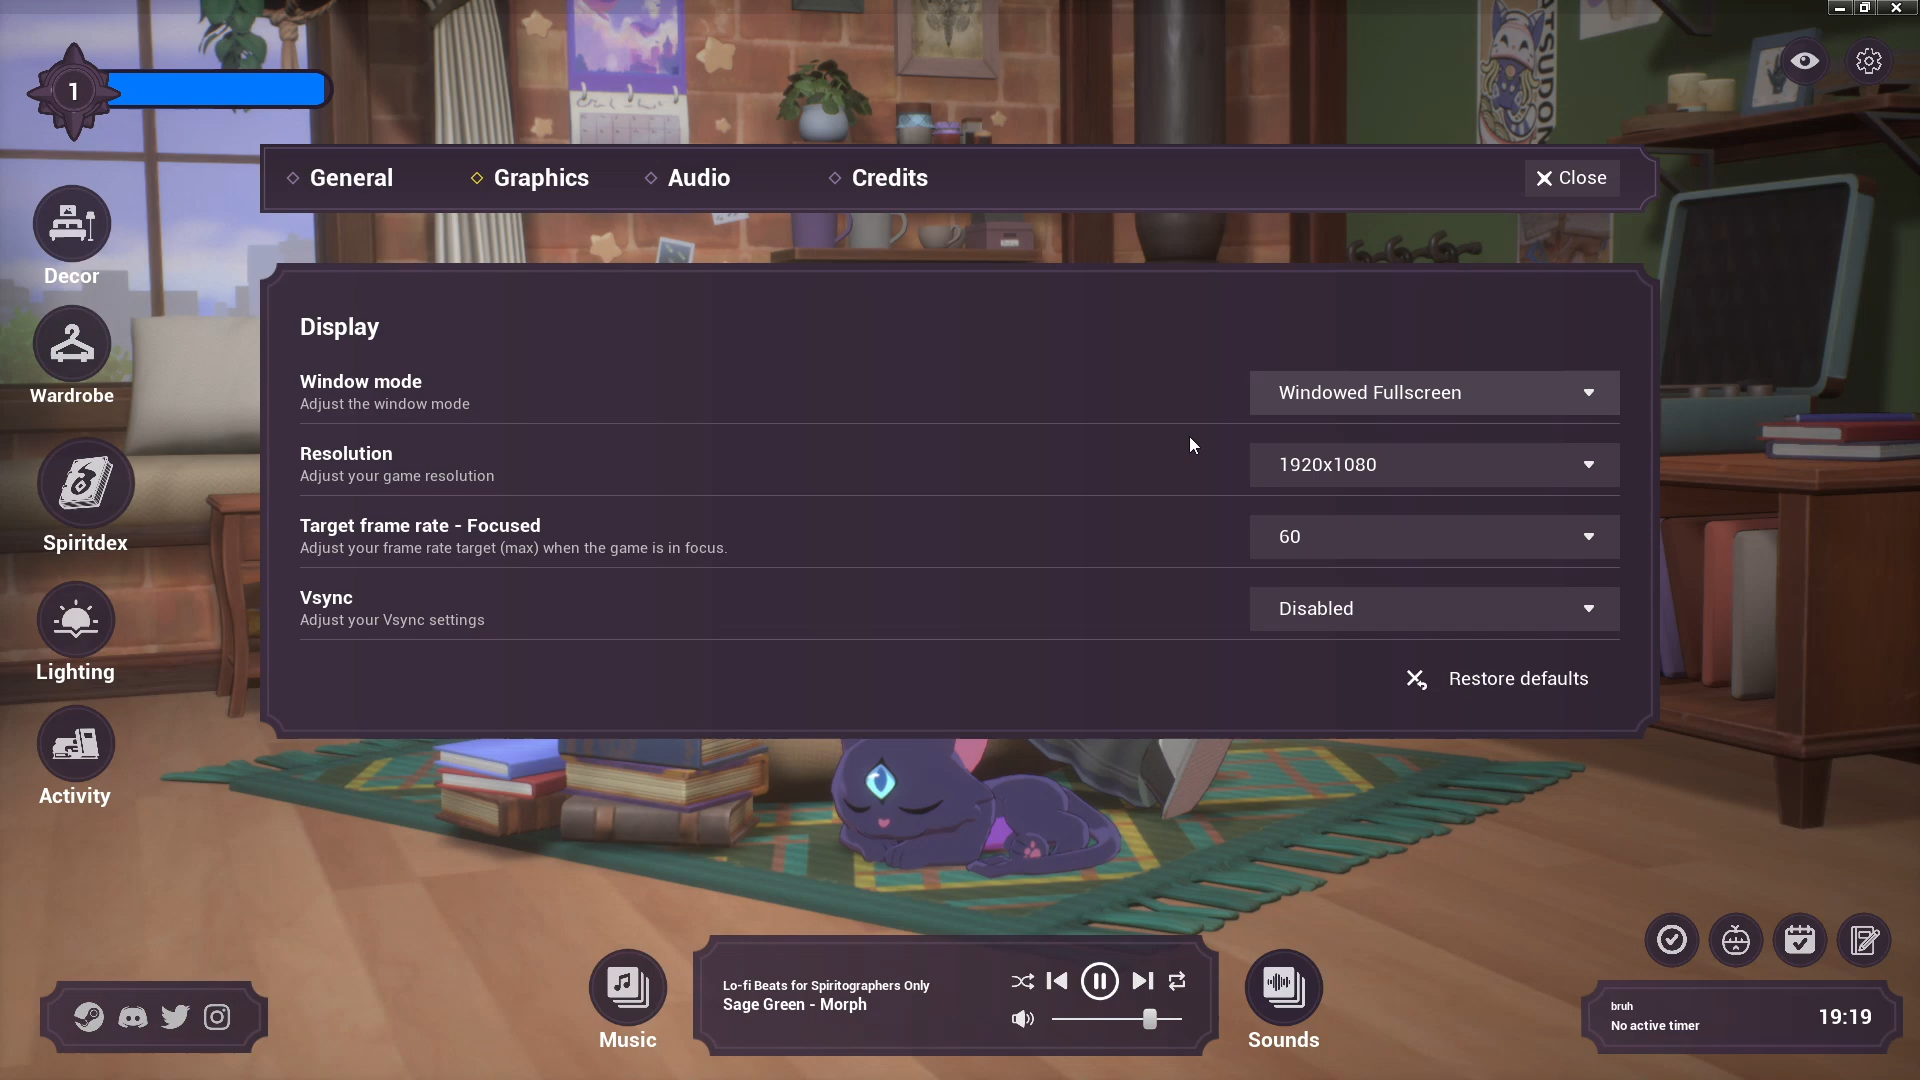 1
ATSUDON
General
Graphics
Audio
Credits
Close
Decor
Wardrobe
Spiritdex
Lighting
Activity
Display
Window mode
Adjust the window mode
Windowed Fullscreen
Resolution
Adjust your game resolution
1920x1080
Target frame rate - Focused
Adjust your frame rate target (max) when the game is in focus.
60
Vsync
Adjust your Vsync settings
Disabled
Restore defaults
Music
Lo-fi Beats for Spiritographers Only
Sage Green - Morph
Sounds
bruh
No active timer
19:19